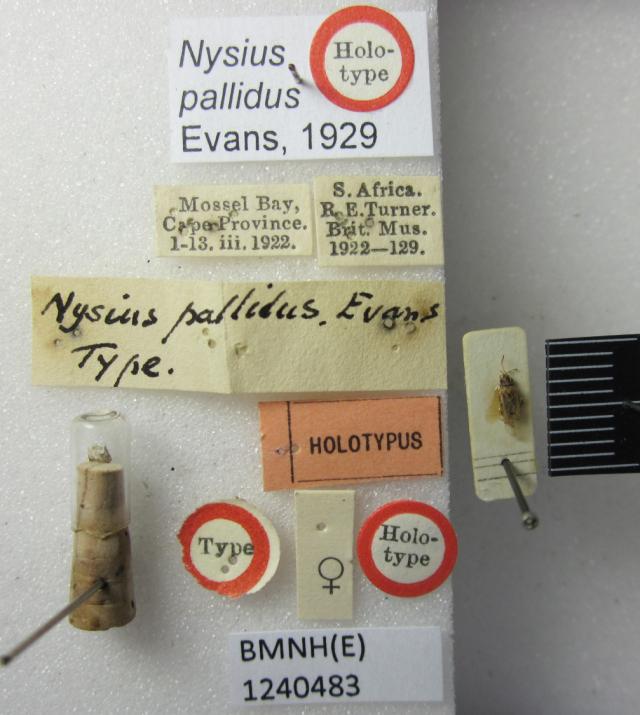 Nysius
pallidus
Evans, 1929
Holo-
type
Mossel Bay,
Cape Province.
1-13. iii. 1922.
S. Africa.
R. E. Turner.
Brit. Mus.
1922—129.
Nysius pallidus. Evans
Type.
HOLOTYPUS
Type
♀
Holo-
type
BMNH(E)
1240483